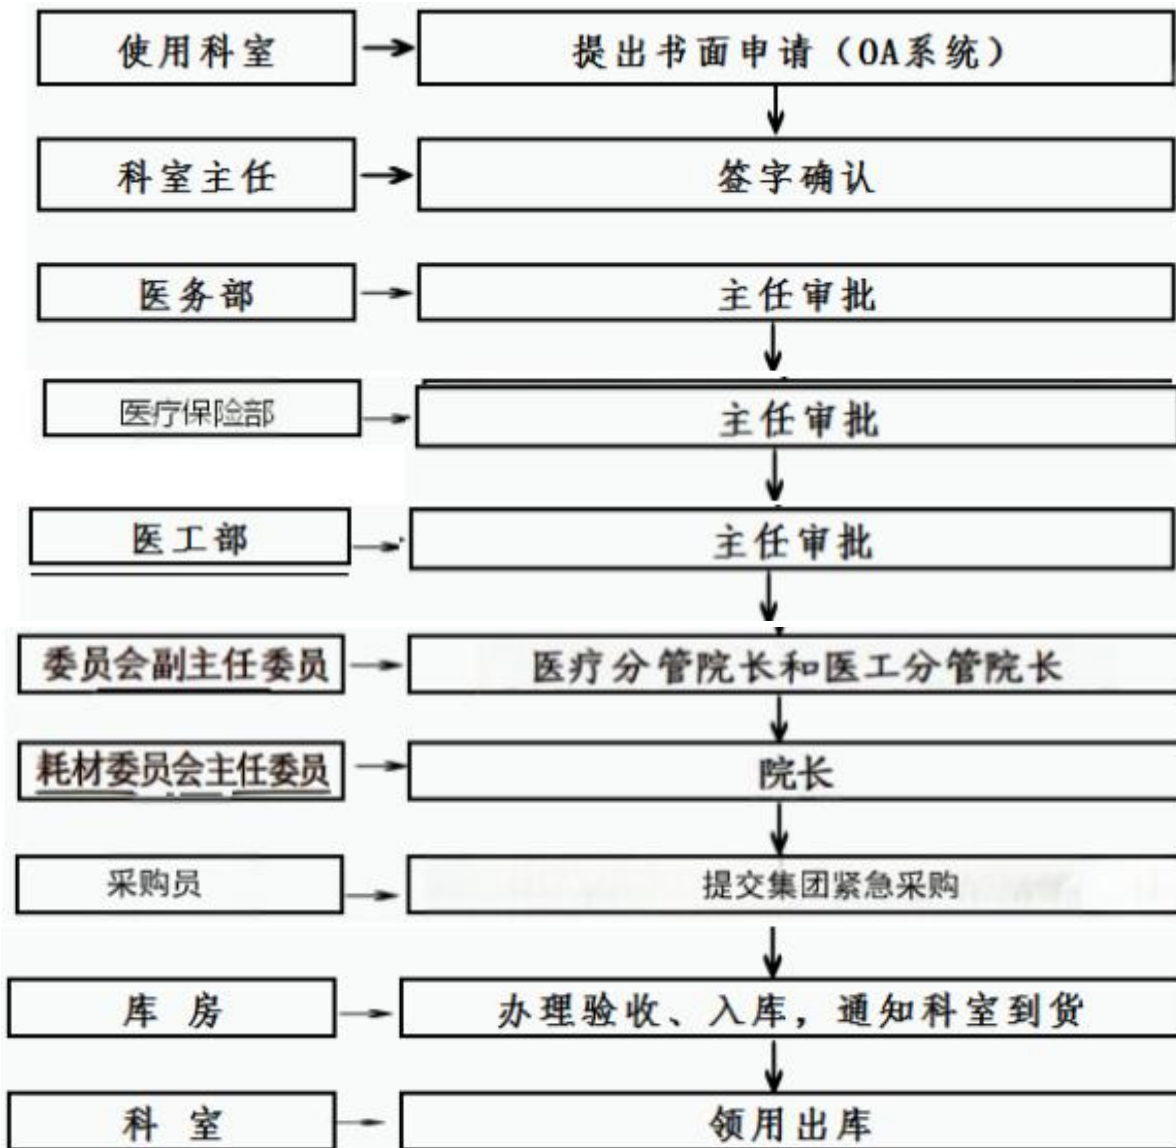 使用科室 提出书面申请（OA系统）
科室主任 签字确认
医务部 主任审批
医疗保险部 主任审批
医工部 主任审批
委员会副主任委员 医疗分管院长和医工分管院长
耗材委员会主任委员 院长
采购员 提交集团紧急采购
库房 办理验收、入库，通知科室到货
科室 领用出库